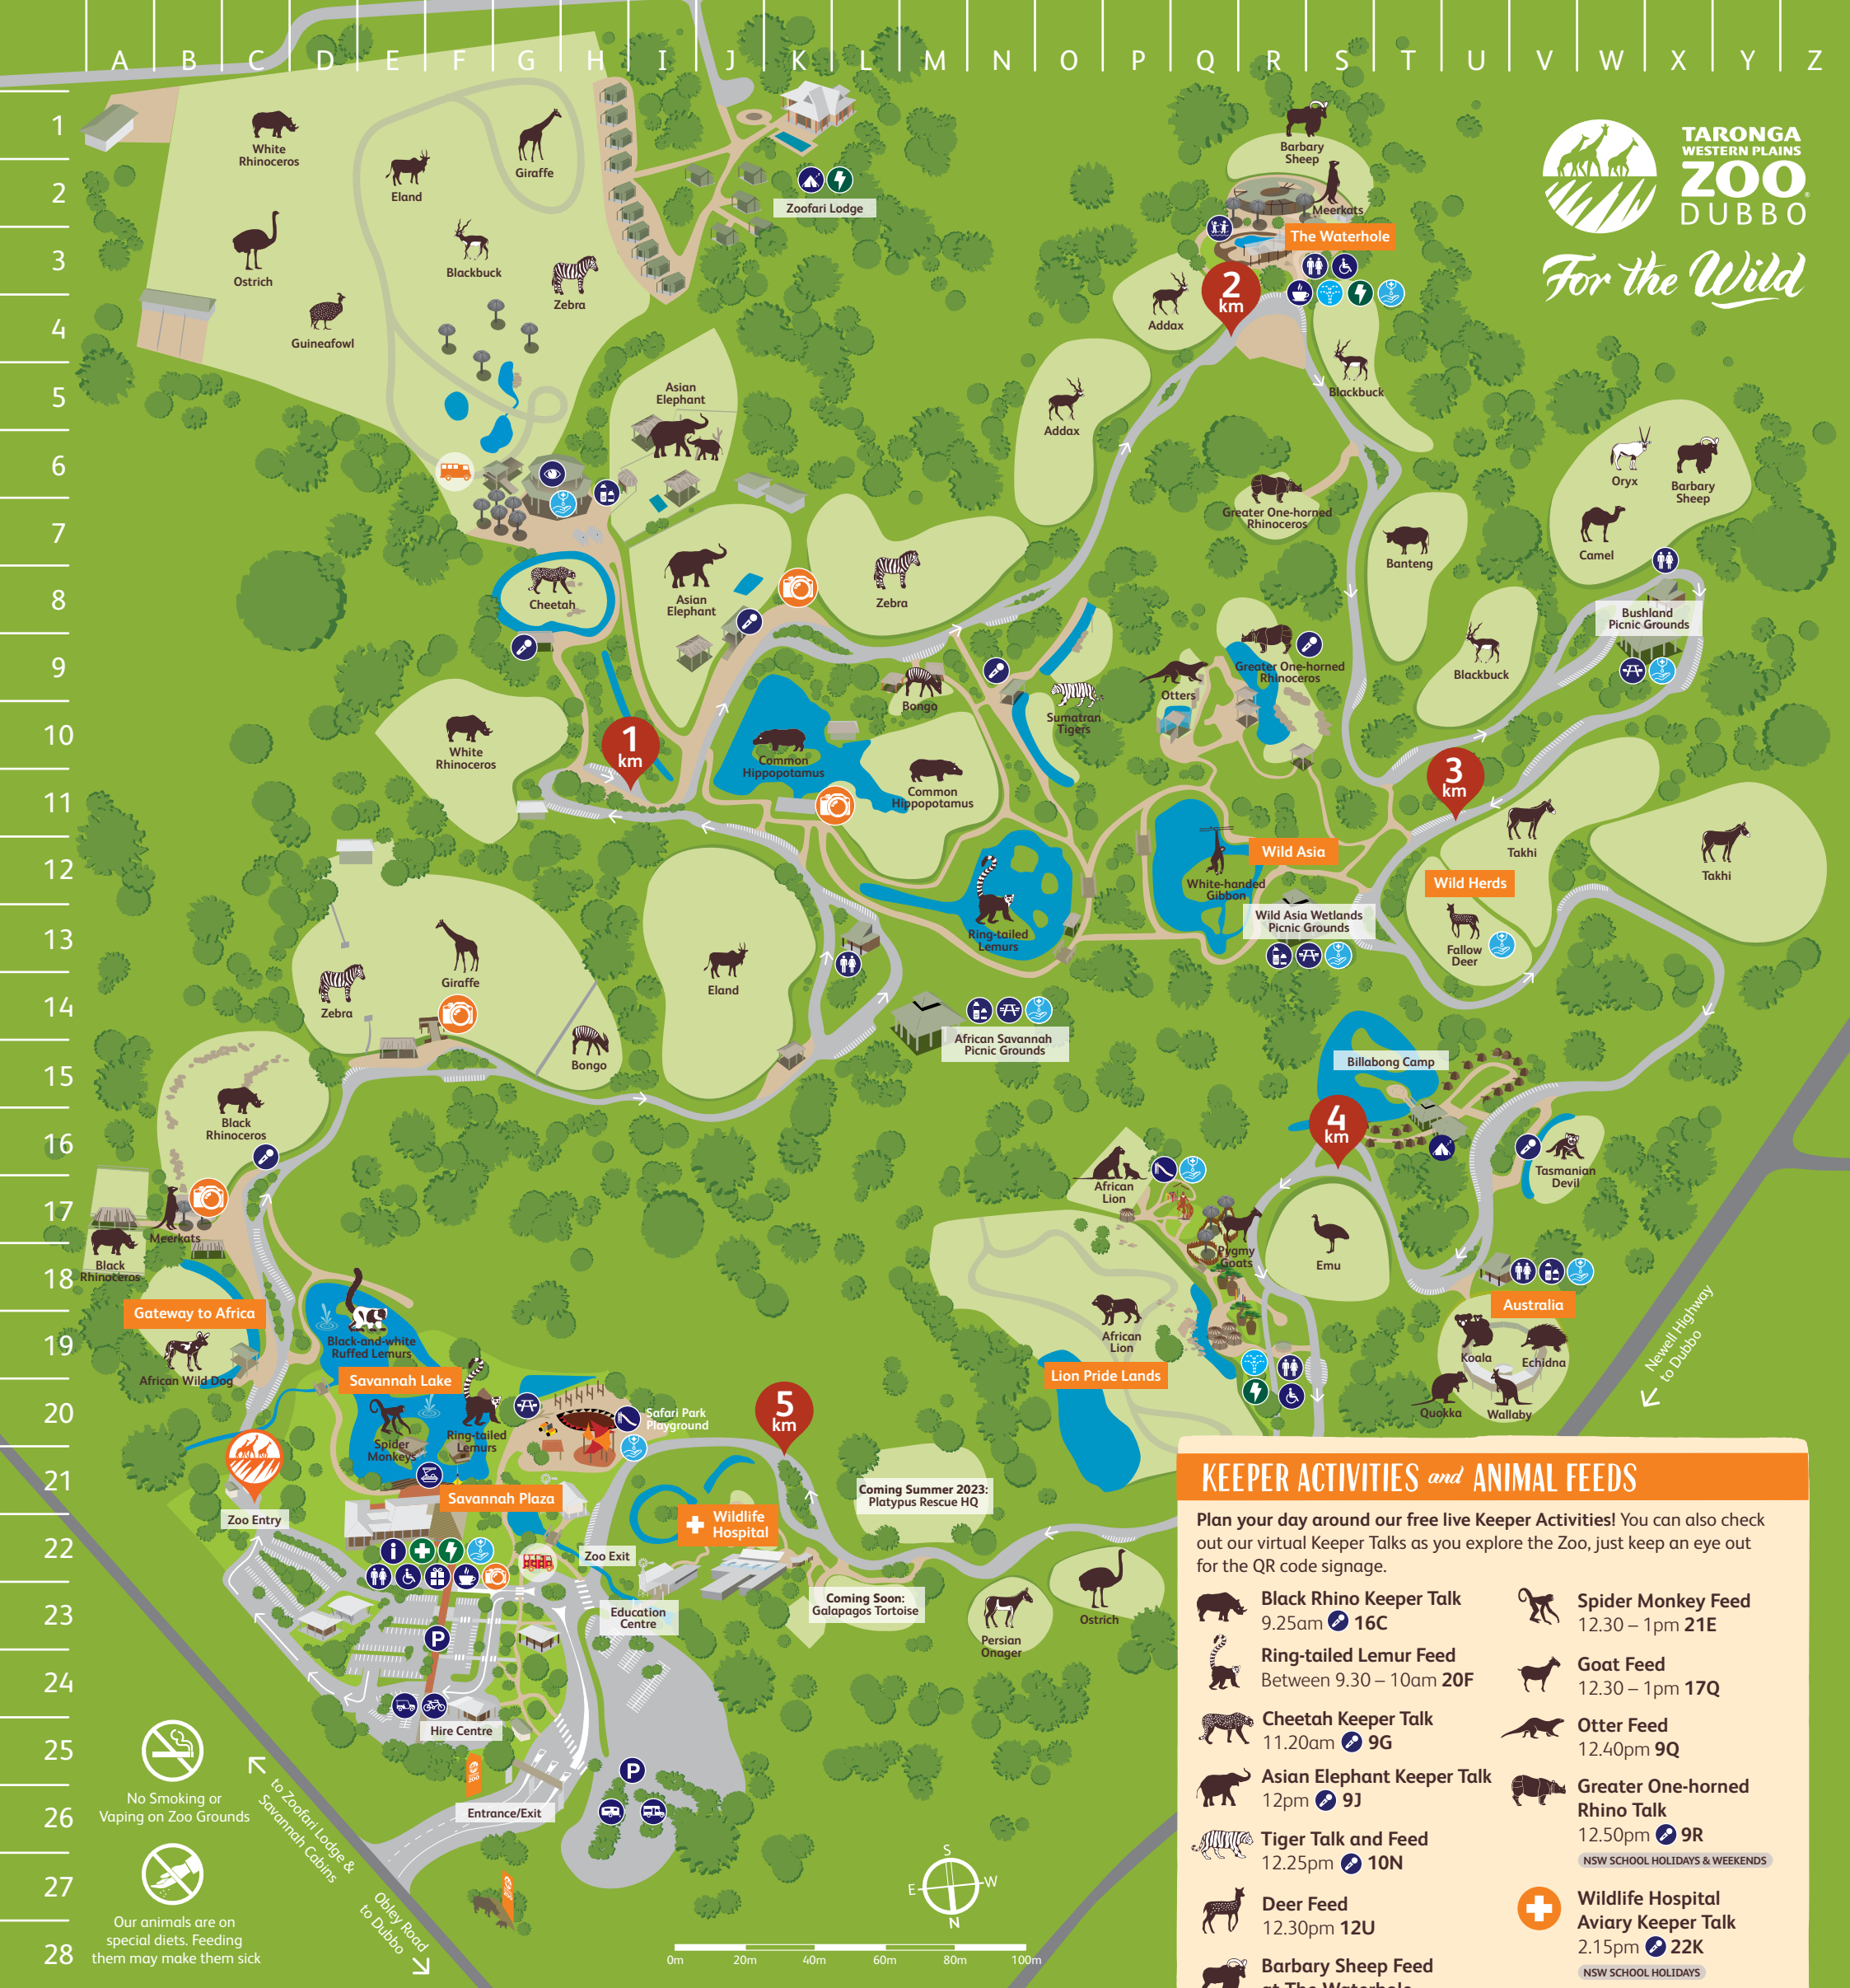 A B C D E F G H I J K L M N O P Q R S T U V W X Y Z
1
2
3
4
5
6
7
8
9
10
11
12
13
14
15
16
17
18
19
20
21
22
23
24
25
26
27
28
TARONGA
WESTERN PLAINS
ZOO
DUBBO
For the Wild
White
Rhinoceros
Giraffe
Eland
Ostrich
Blackbuck
Zebra
Guineafowl
Zoofari Lodge
Barbary
Sheep
Meerkats
The Waterhole
2
km
Addax
Addax
Blackbuck
Asian
Elephant
Oryx
Barbary
Sheep
Camel
Greater One-horned
Rhinoceros
Banteng
Cheetah
Asian
Elephant
Zebra
Bushland
Picnic Grounds
Blackbuck
Greater One-horned
Rhinoceros
Otters
Bongo
Sumatran
Tigers
White
Rhinoceros
1
km
Common
Hippopotamus
Common
Hippopotamus
3
km
Takhi
Takhi
Wild Asia
Wild Herds
White-handed
Gibbon
Wild Asia Wetlands
Picnic Grounds
Fallow
Deer
Ring-tailed
Lemurs
Giraffe
Zebra
Eland
Bongo
African Savannah
Picnic Grounds
Billabong Camp
4
km
Black
Rhinoceros
Tasmanian
Devil
African
Lion
Meerkats
Black
Rhinoceros
Pygmy
Goats
Emu
Gateway to Africa
African Wild Dog
Black-and-white
Ruffed Lemurs
Savannah Lake
African
Lion
Lion Pride Lands
Australia
Koala
Echidna
Quokka
Wallaby
Newell Highway
to Dubbo
Spider
Monkeys
Ring-tailed
Lemurs
Safari Park
Playground
5
km
Savannah Plaza
Zoo Entry
Zoo Exit
Wildlife
Hospital
Coming Summer 2023:
Platypus Rescue HQ
Coming Soon:
Galapagos Tortoise
Education
Centre
Persian
Onager
Ostrich
P
Hire Centre
P
Entrance/Exit
ZOO
No Smoking or
Vaping on Zoo Grounds
Our animals are on
special diets. Feeding
them may make them sick
to Zoofari Lodge &
Savannah Cabins
Obley Road
to Dubbo
S
E W
N
0m 20m 40m 60m 80m 100m
KEEPER ACTIVITIES and ANIMAL FEEDS
Plan your day around our free live Keeper Activities! You can also check
out our virtual Keeper Talks as you explore the Zoo, just keep an eye out
for the QR code signage.
Black Rhino Keeper Talk
9.25am 16C
Ring-tailed Lemur Feed
Between 9.30 – 10am 20F
Cheetah Keeper Talk
11.20am 9G
Asian Elephant Keeper Talk
12pm 9J
Tiger Talk and Feed
12.25pm 10N
Deer Feed
12.30pm 12U
Barbary Sheep Feed
at The Waterhole
Spider Monkey Feed
12.30 – 1pm 21E
Goat Feed
12.30 – 1pm 17Q
Otter Feed
12.40pm 9Q
Greater One-horned
Rhino Talk
12.50pm 9R
NSW SCHOOL HOLIDAYS & WEEKENDS
Wildlife Hospital
Aviary Keeper Talk
2.15pm 22K
NSW SCHOOL HOLIDAYS